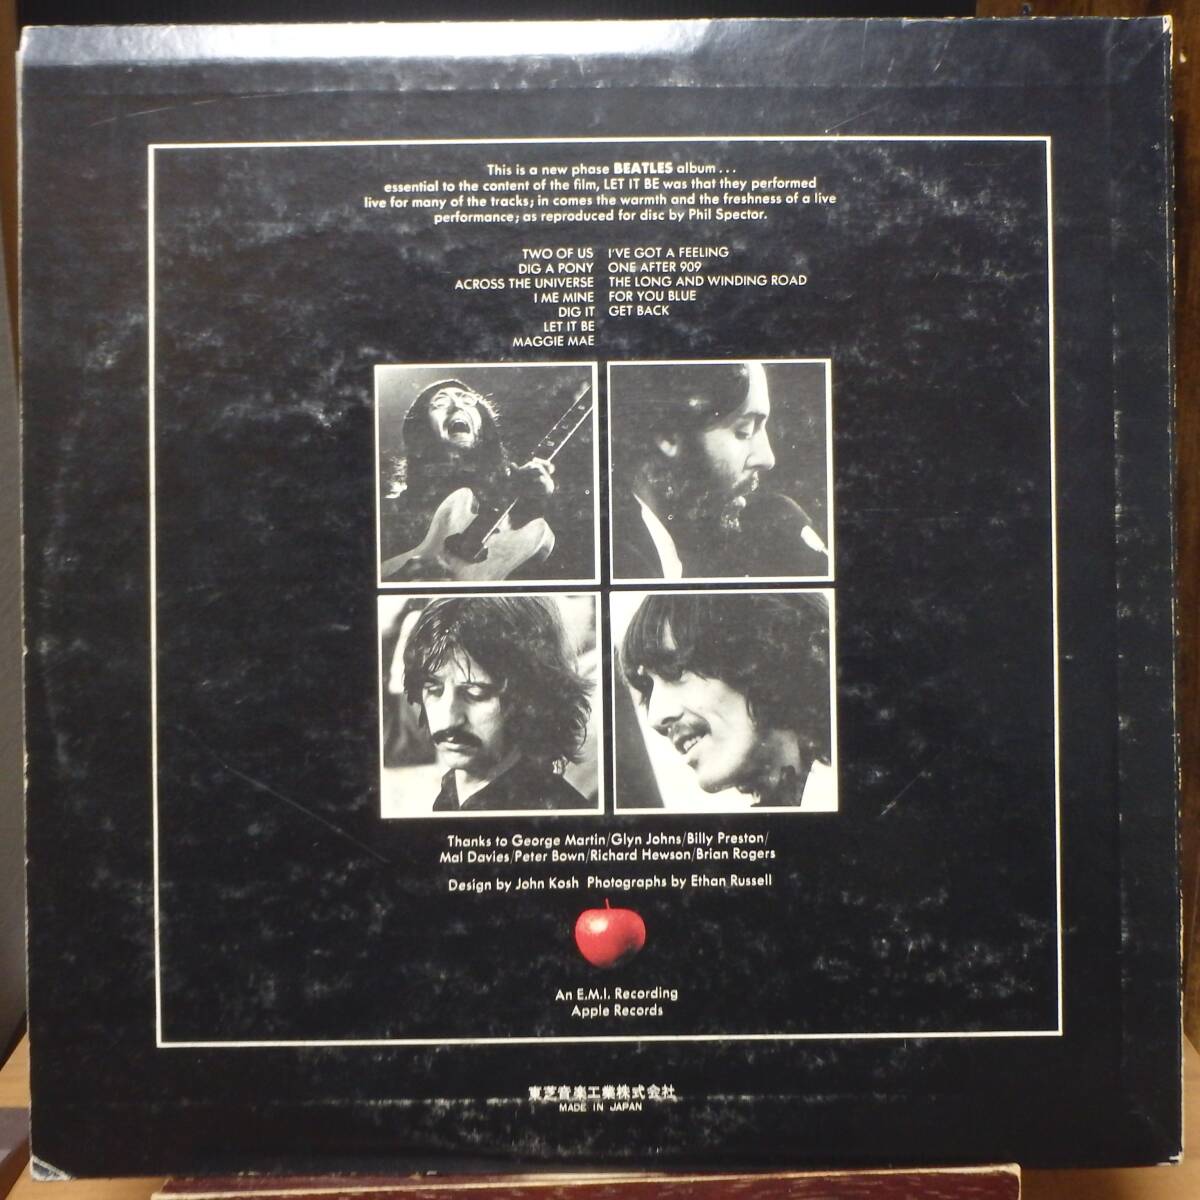 This is a new phase BEATLES album . . .
essential to the content of the film, LET IT BE was that they performed
live for many of the tracks; in comes the warmth and the freshness of a live
performance; as reproduced for disc by Phil Spector.
TWO OF US
DIG A PONY
ACROSS THE UNIVERSE
I ME MINE
DIG IT
LET IT BE
MAGGIE MAE
I'VE GOT A FEELING
ONE AFTER 909
THE LONG AND WINDING ROAD
FOR YOU BLUE
GET BACK
Thanks to George Martin/Glyn Johns/Billy Preston/
Mal Davies/Peter Bown/Richard Hewson/Brian Rogers
Design by John Kosh Photographs by Ethan Russell
An E.M.I. Recording
Apple Records
東芝音楽工業株式会社
MADE IN JAPAN